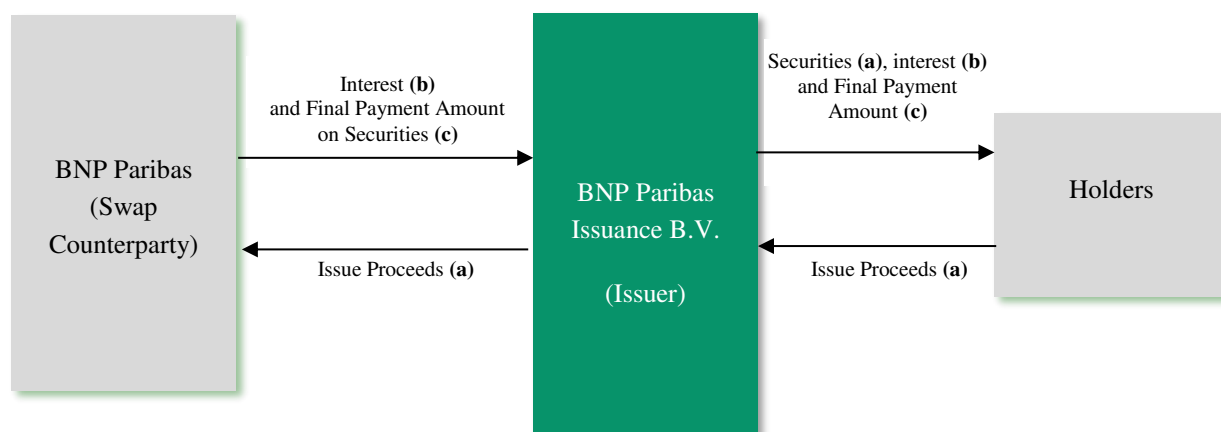 BNP Paribas
(Swap
Counterparty)
Interest (b)
and Final Payment Amount
on Securities (c)
Issue Proceeds (a)
BNP Paribas
Issuance B.V.
(Issuer)
Securities (a), interest (b)
and Final Payment
Amount (c)
Issue Proceeds (a)
Holders